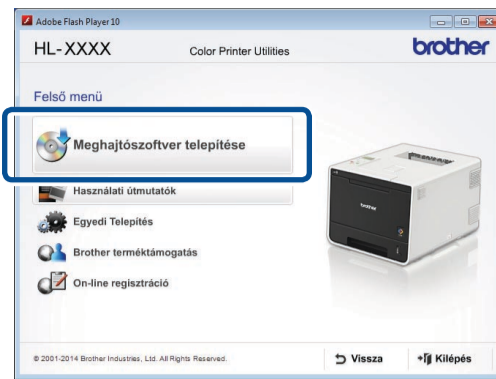 Adobe Flash Player 10
HL-XXXX
Color Printer Utilities
brother
Felső menü
Meghajtószoftver telepítése
Használati útmutatók
Egyedi Telepítés
Brother terméktámogatás
On-line regisztráció
brother
© 2001-2014 Brother Industries, Ltd. All Rights Reserved.
Vissza
Kilépés